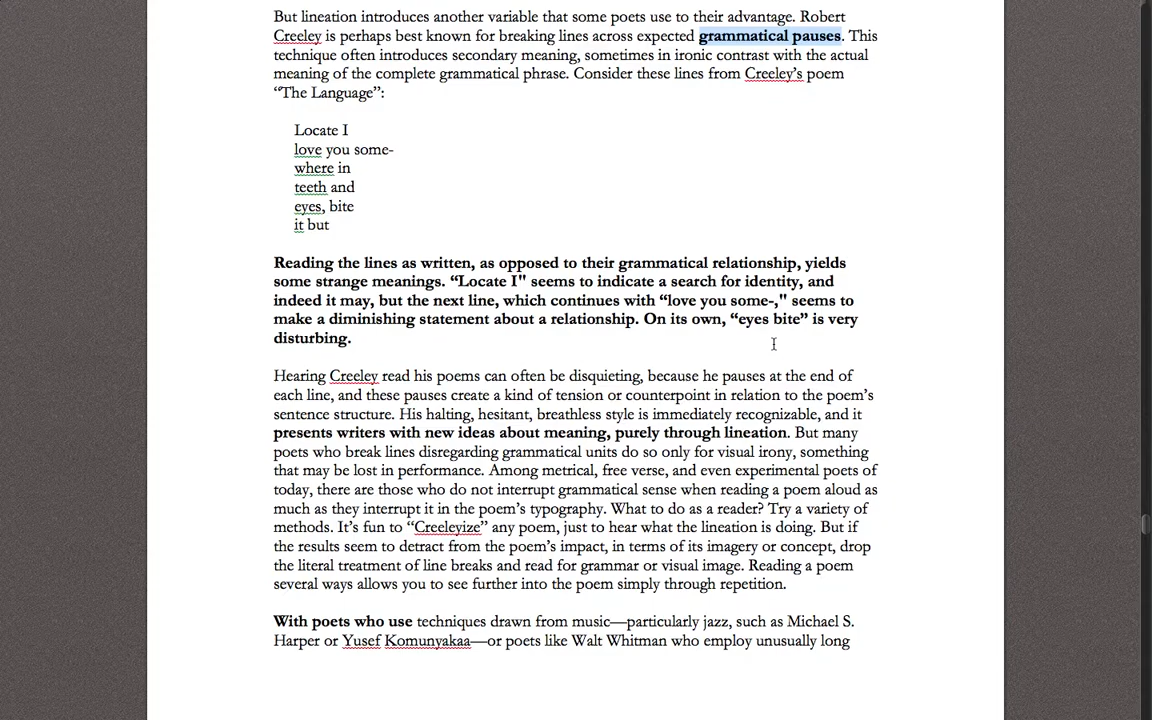 But lineation introduces another variable that some poets use to their advantage. Robert
Creeley is perhaps best known for breaking lines across expected grammatical pauses. This
technique often introduces secondary meaning, sometimes in ironic contrast with the actual
meaning of the complete grammatical phrase. Consider these lines from Creeley’s poem
“The Language”:
Locate I
love you some-
where in
teeth and
eyes, bite
it but
Reading the lines as written, as opposed to their grammatical relationship, yields
some strange meanings. “Locate I" seems to indicate a search for identity, and
indeed it may, but the next line, which continues with “love you some-," seems to
make a diminishing statement about a relationship. On its own, “eyes bite” is very
disturbing.
Hearing Creeley read his poems can often be disquieting, because he pauses at the end of
each line, and these pauses create a kind of tension or counterpoint in relation to the poem’s
sentence structure. His halting, hesitant, breathless style is immediately recognizable, and it
presents writers with new ideas about meaning, purely through lineation. But many
poets who break lines disregarding grammatical units do so only for visual irony, something
that may be lost in performance. Among metrical, free verse, and even experimental poets of
today, there are those who do not interrupt grammatical sense when reading a poem aloud as
much as they interrupt it in the poem’s typography. What to do as a reader? Try a variety of
methods. It’s fun to “Creeleyize” any poem, just to hear what the lineation is doing. But if
the results seem to detract from the poem’s impact, in terms of its imagery or concept, drop
the literal treatment of line breaks and read for grammar or visual image. Reading a poem
several ways allows you to see further into the poem simply through repetition.
With poets who use techniques drawn from music—particularly jazz, such as Michael S.
Harper or Yusef Komunyakaa—or poets like Walt Whitman who employ unusually long